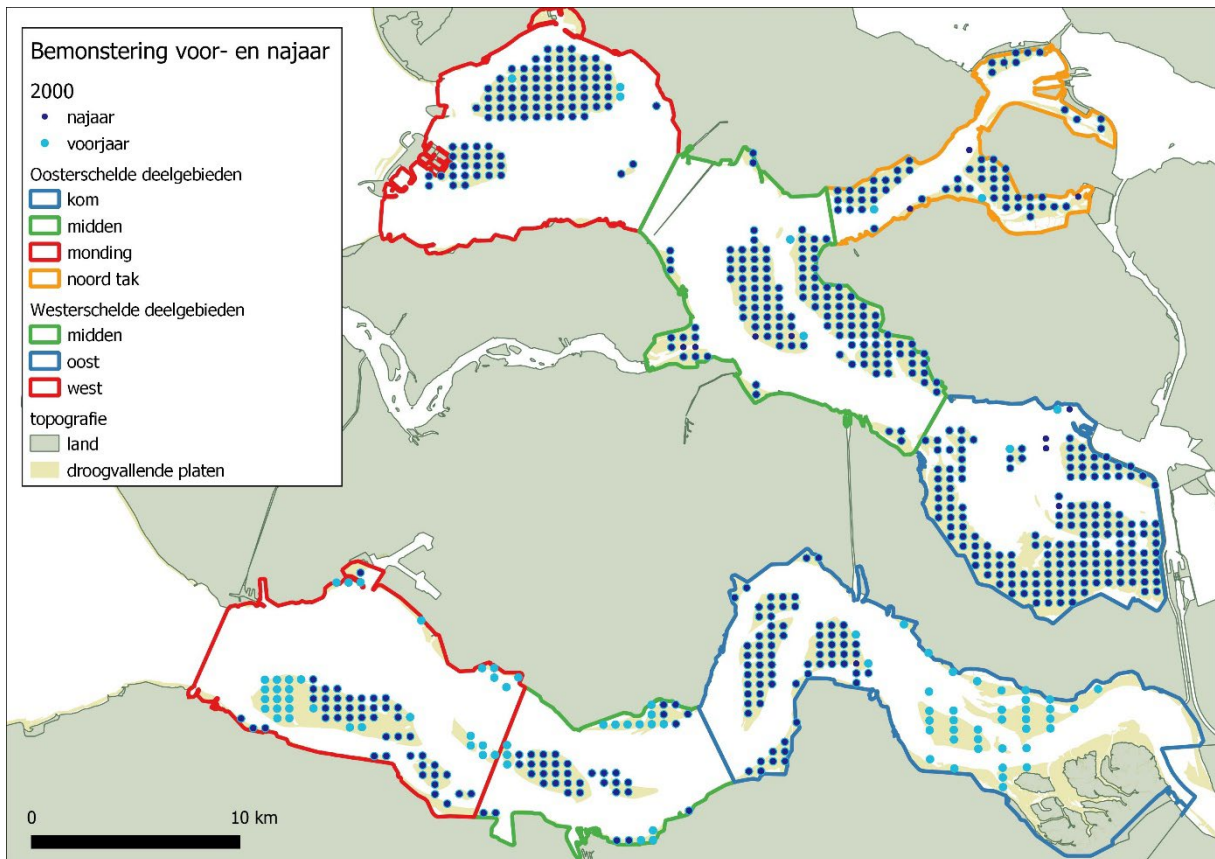 Bemonstering voor- en najaar
2000
najaar
voorjaar
Oosterschelde deelgebieden
kom
midden
monding
noord tak
Westerschelde deelgebieden
midden
oost
west
topografie
land
droogvallende platen
0 10 km